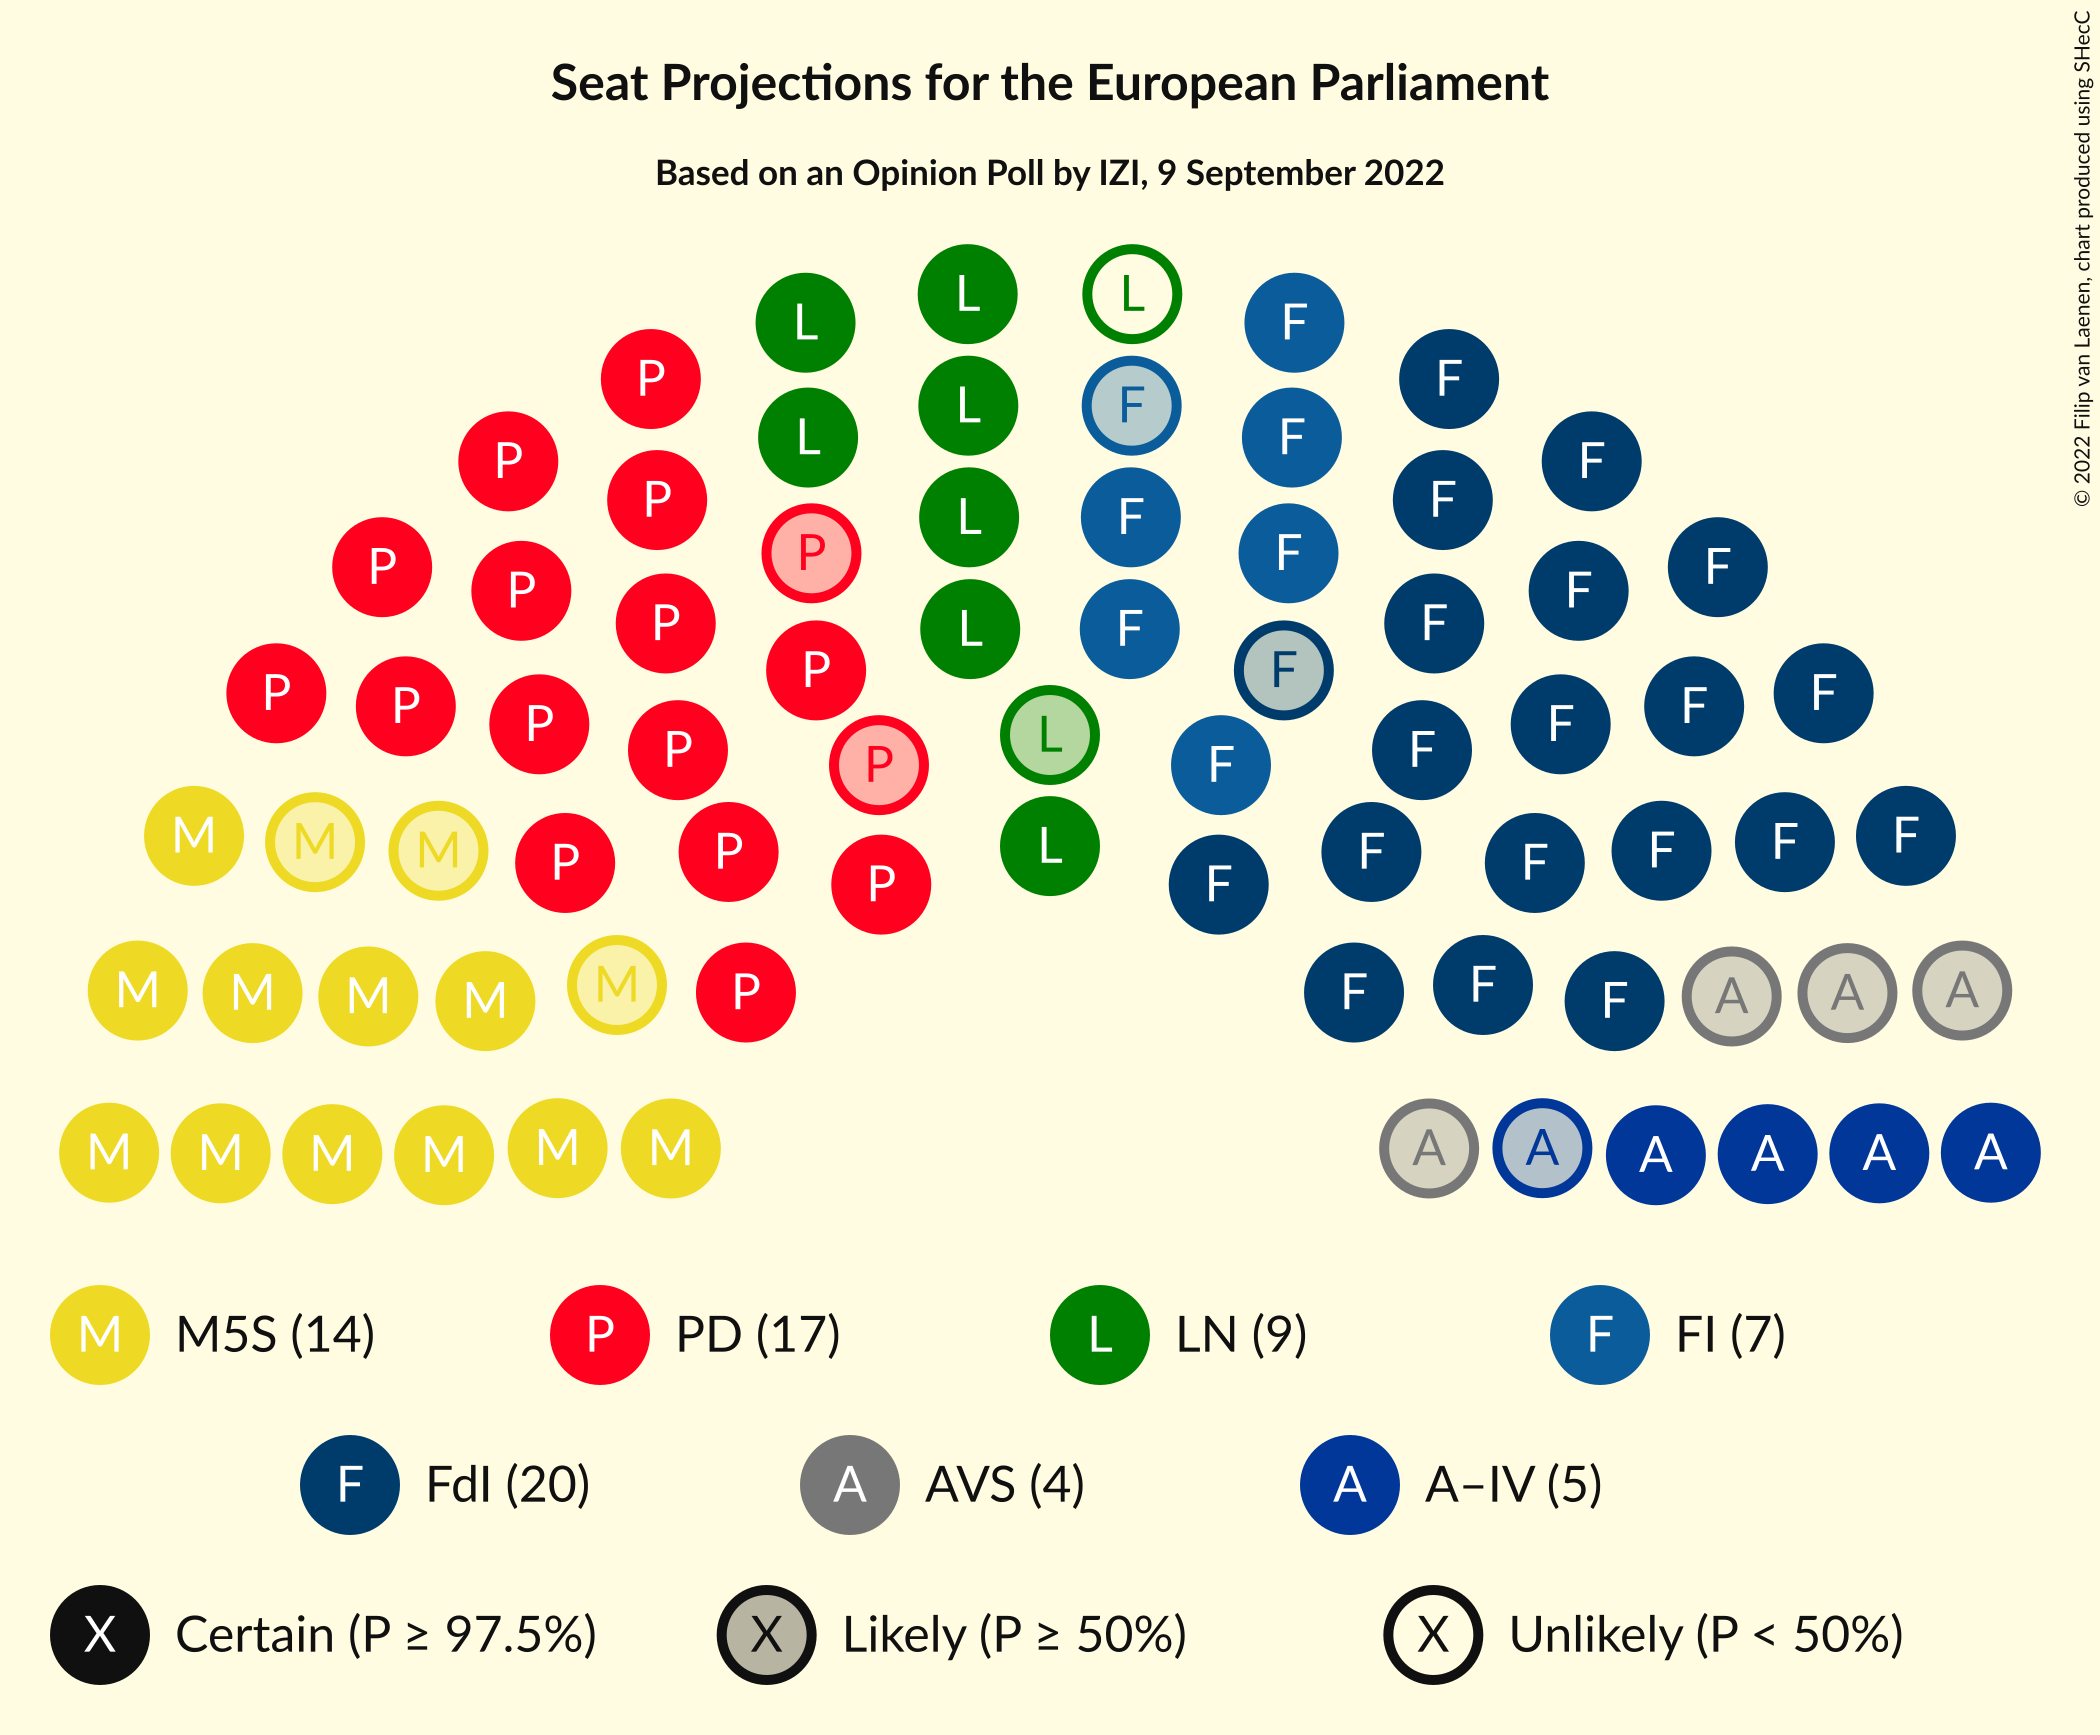 Seat Projections for the European Parliament
Based on an Opinion Poll by IZI, 9 September 2022
© 2022 Filip van Laenen, chart produced using SHecC
L L
L F
P L L F F
P L F F
P P P L F F F F
P P F F
P P P L F F F F
P P P F F F
P P P P L F F F F F
M M M P P P L F F F F F F
M M M M M P F F F A A A
M M M M M M A A A A A A
M M5S (14) P PD (17) L LN (9) F FI (7)
F FdI (20) A AVS (4) A A–IV (5)
X Certain (P ≥ 97.5%) X Likely (P ≥ 50%) X Unlikely (P < 50%)